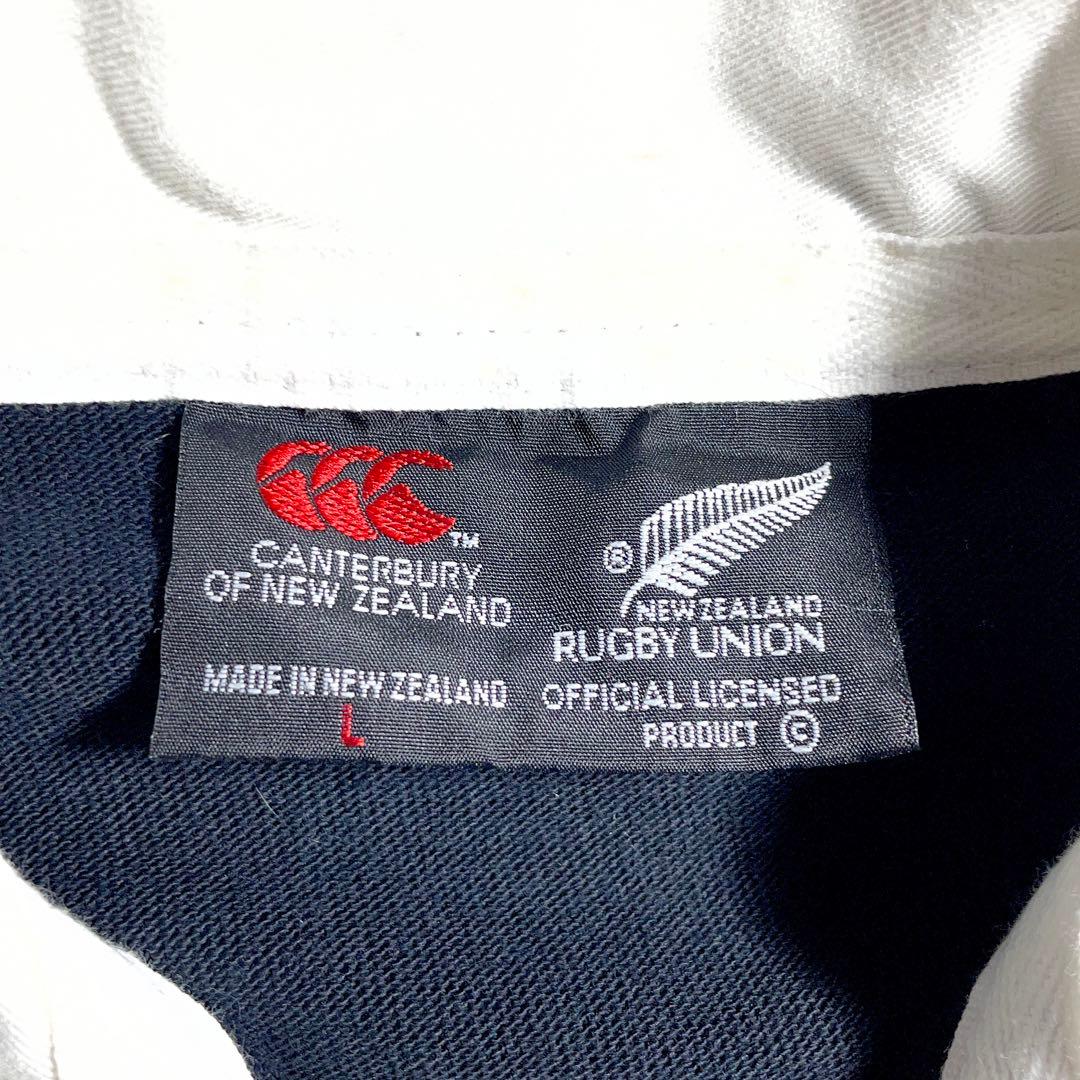 CANTERBURY™
OF NEW ZEALAND
MADE IN NEW ZEALAND
L
®
NEW ZEALAND
RUGBY UNION
OFFICIAL LICENSED
PRODUCT ©